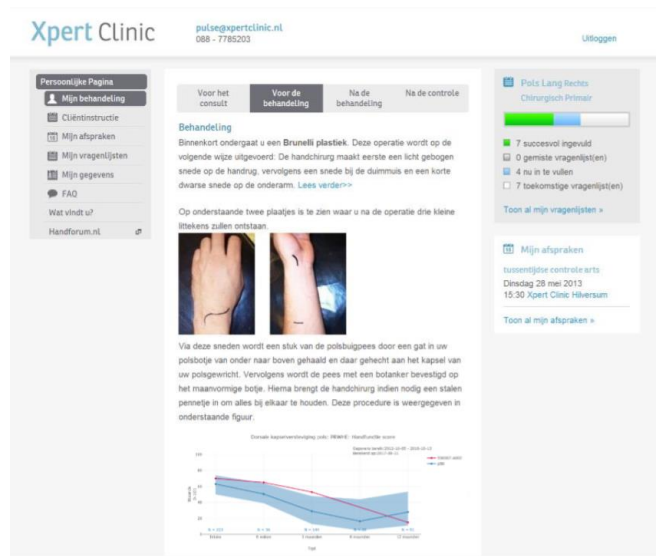 Xpert Clinic
pulse@xpertclinic.nl
088 - 7785203
Uitloggen
Persoonlijke Pagina
Mijn behandeling
Cliëntinstructie
Mijn afspraken
Mijn vragenlijsten
Mijn gegevens
FAQ
Wat vindt u?
Handforum.nl
Voor het consult
Voor de behandeling
Na de behandeling
Na de controle
Behandeling
Binnenkort ondergaat u een Brunelli plastiek. Deze operatie wordt op de
volgende wijze uitgevoerd: De handchirurg maakt eerste een licht gebogen
snede op de handrug, vervolgens een snede bij de duimmuis en een korte
dwarse snede op de onderarm. Lees verder>>
Op onderstaande twee plaatjes is te zien waar u na de operatie drie kleine
littekens zullen ontstaan.
Via deze sneden wordt een stuk van de polsbuigpees door een gat in uw
polsbotje van onder naar boven gehaald en daar gehecht aan het kapsel van
uw polsgewricht. Vervolgens wordt de pees met een botanker bevestigd op
het maanvormige botje. Hierna brengt de handchirurg indien nodig een stalen
pennetje in om alles bij elkaar te houden. Deze procedure is weergegeven in
onderstaande figuur.
Pols Lang Rechts
Chirurgisch Primair
7 succesvol ingevuld
0 gemiste vragenlijst(en)
4 nu in te vullen
7 toekomstige vragenlijst(en)
Toon al mijn vragenlijsten »
Mijn afspraken
tussentijdse controle arts
Dinsdag 28 mei 2013
15:30 Xpert Clinic Hilversum
Toon al mijn afspraken »